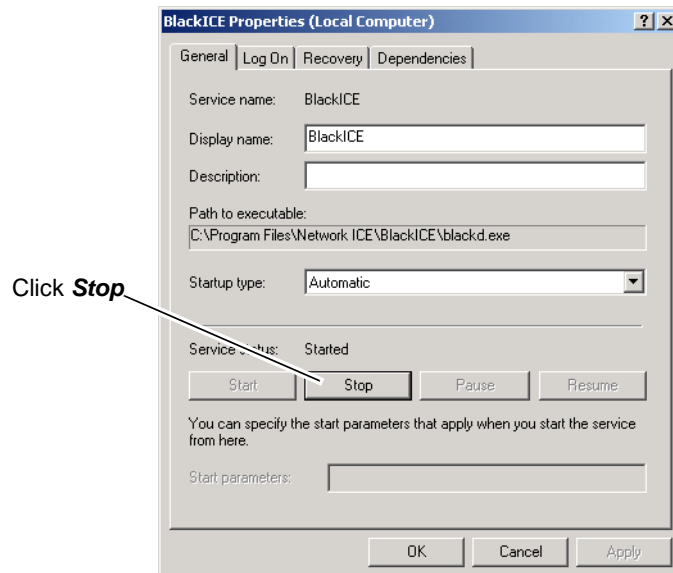 BlackICE Properties (Local Computer)
General Log On Recovery Dependencies
Service name: BlackICE
Display name: BlackICE
Description:
Path to executable:
C:\Program Files\Network ICE\BlackICE\blackd.exe
Click Stop
Startup type: Automatic
Service status: Started
Start Stop Pause Resume
You can specify the start parameters that apply when you start the service
from here.
Start parameters:
OK Cancel Apply